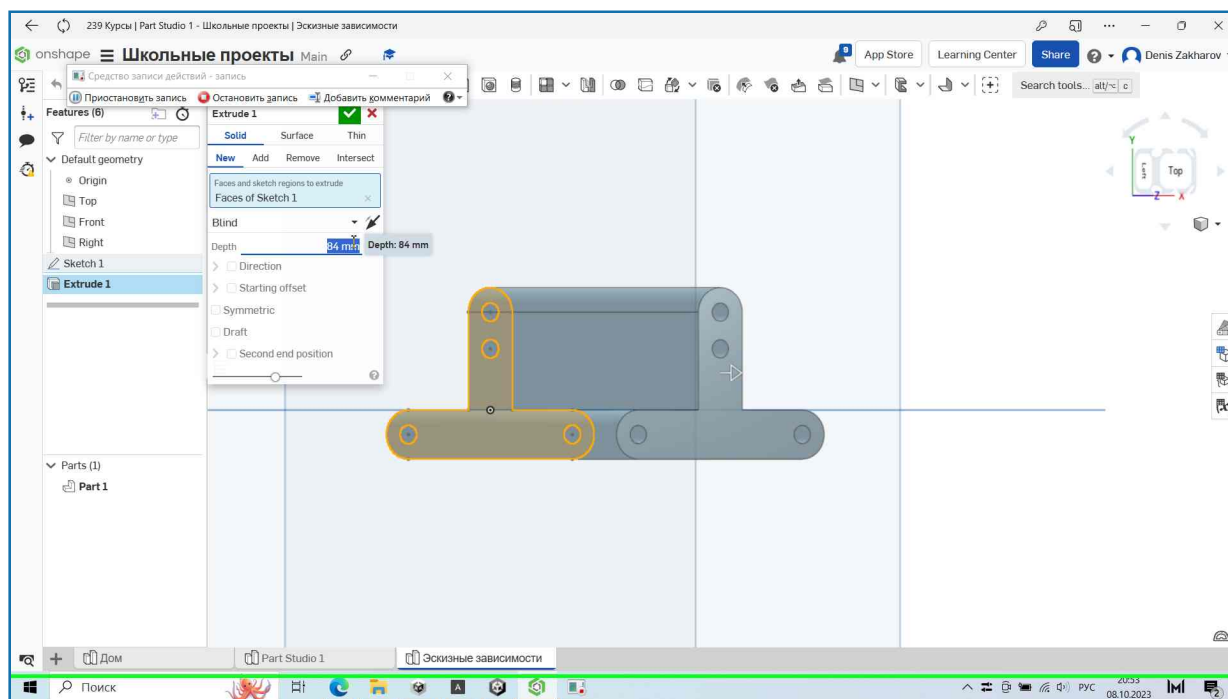 239 Курсы | Part Studio 1 - Школьные проекты | Эскизные зависимости
onshape Школьные проекты Main 9 App Store Learning Center Share Denis Zakharov
Средство записи действий - запись
Приостановить запись Остановить запись Добавить комментарий
Search tools... alt/⌥ c
Features (6)
Filter by name or type
Default geometry
Origin
Top
Front
Right
Sketch 1
Extrude 1
Parts (1)
Part 1
Extrude 1
Solid Surface Thin
New Add Remove Intersect
Faces and sketch regions to extrude
Faces of Sketch 1
Blind
Depth 84 mm Depth: 84 mm
Direction
Starting offset
Symmetric
Draft
Second end position
Y
Left Top
Z X
Дом Part Studio 1 Эскизные зависимости
Поиск
РУС
20:53
08.10.2023